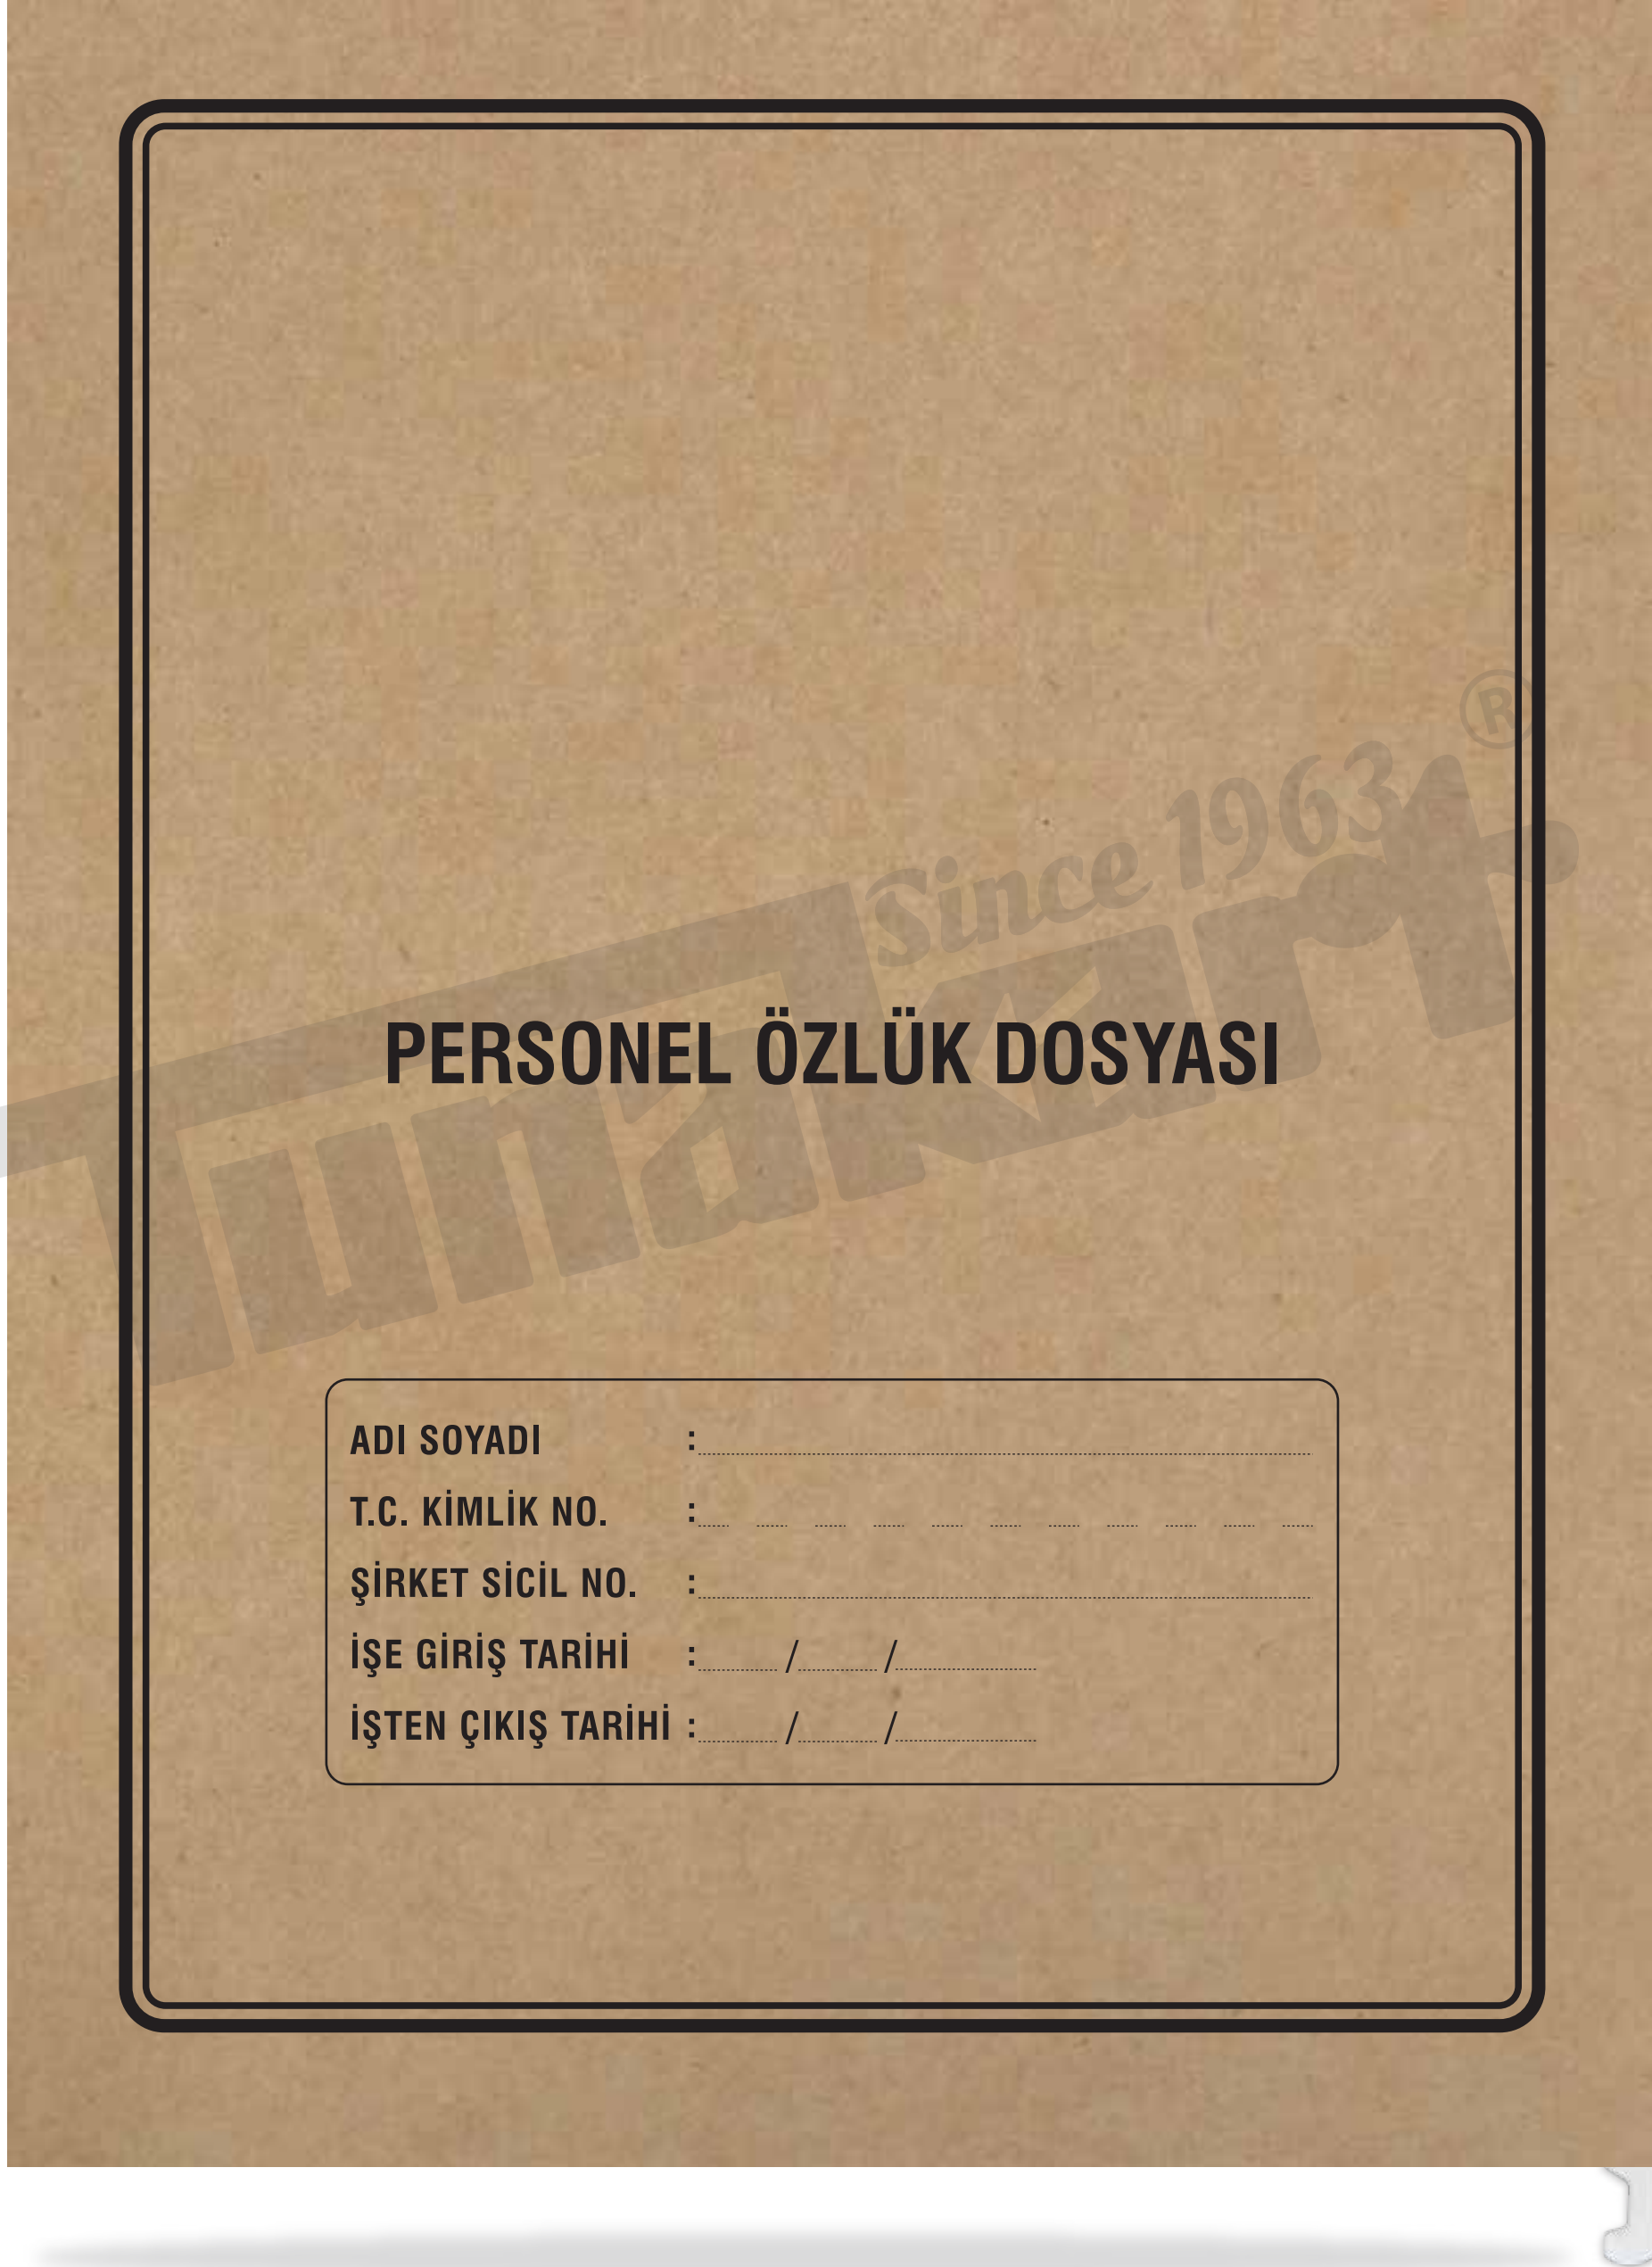 ®
Since 1963
Tunakart
PERSONEL ÖZLÜK DOSYASI
ADI SOYADI :
T.C. KİMLİK NO. :
ŞİRKET SİCİL NO. :
İŞE GİRİŞ TARİHİ : / /
İŞTEN ÇIKIŞ TARİHİ : / /